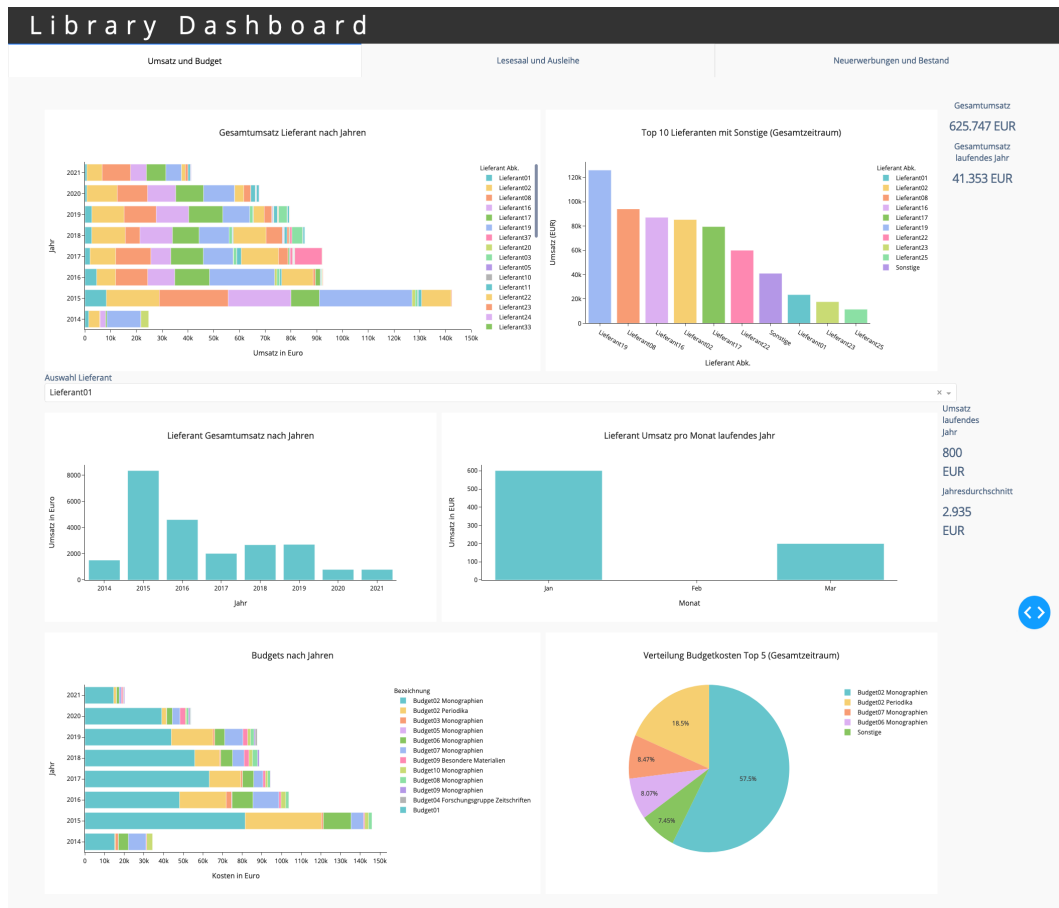 Library Dashboard
Umsatz und Budget
Lesesaal und Ausleihe
Neuerwerbungen und Bestand
Gesamtumsatz Lieferant nach Jahren
Jahr
2021
2020
2019
2018
2017
2016
2015
2014
0 10k 20k 30k 40k 50k 60k 70k 80k 90k 100k 110k 120k 130k 140k 150k
Umsatz in Euro
Lieferant Abk.
Lieferant01
Lieferant02
Lieferant08
Lieferant16
Lieferant17
Lieferant19
Lieferant37
Lieferant20
Lieferant03
Lieferant05
Lieferant10
Lieferant11
Lieferant22
Lieferant23
Lieferant24
Lieferant33
Top 10 Lieferanten mit Sonstige (Gesamtzeitraum)
Umsatz (EUR)
120k
100k
80k
60k
40k
20k
0
Lieferant19 Lieferant08 Lieferant16 Lieferant02 Lieferant17 Lieferant22 Sonstige Lieferant01 Lieferant23 Lieferant25
Lieferant Abk.
Lieferant Abk.
Lieferant01
Lieferant02
Lieferant08
Lieferant16
Lieferant17
Lieferant19
Lieferant22
Lieferant23
Lieferant25
Sonstige
Gesamtumsatz
625.747 EUR
Gesamtumsatz
laufendes Jahr
41.353 EUR
Auswahl Lieferant
Lieferant01
×
Lieferant Gesamtumsatz nach Jahren
Umsatz in Euro
8000
6000
4000
2000
0
2014 2015 2016 2017 2018 2019 2020 2021
Jahr
Lieferant Umsatz pro Monat laufendes Jahr
Umsatz in EUR
600
500
400
300
200
100
0
Jan Feb Mar
Monat
Umsatz
laufendes
Jahr
800
EUR
Jahresdurchschnitt
2.935
EUR
Budgets nach Jahren
Jahr
2021
2020
2019
2018
2017
2016
2015
2014
0 10k 20k 30k 40k 50k 60k 70k 80k 90k 100k 110k 120k 130k 140k 150k
Kosten in Euro
Bezeichnung
Budget02 Monographien
Budget02 Periodika
Budget03 Monographien
Budget05 Monographien
Budget06 Monographien
Budget07 Monographien
Budget09 Besondere Materialien
Budget10 Monographien
Budget08 Monographien
Budget09 Monographien
Budget04 Forschungsgruppe Zeitschriften
Budget01
Verteilung Budgetkosten Top 5 (Gesamtzeitraum)
18.5%
8.47%
8.07%
7.45%
57.5%
Budget02 Monographien
Budget02 Periodika
Budget07 Monographien
Budget06 Monographien
Sonstige